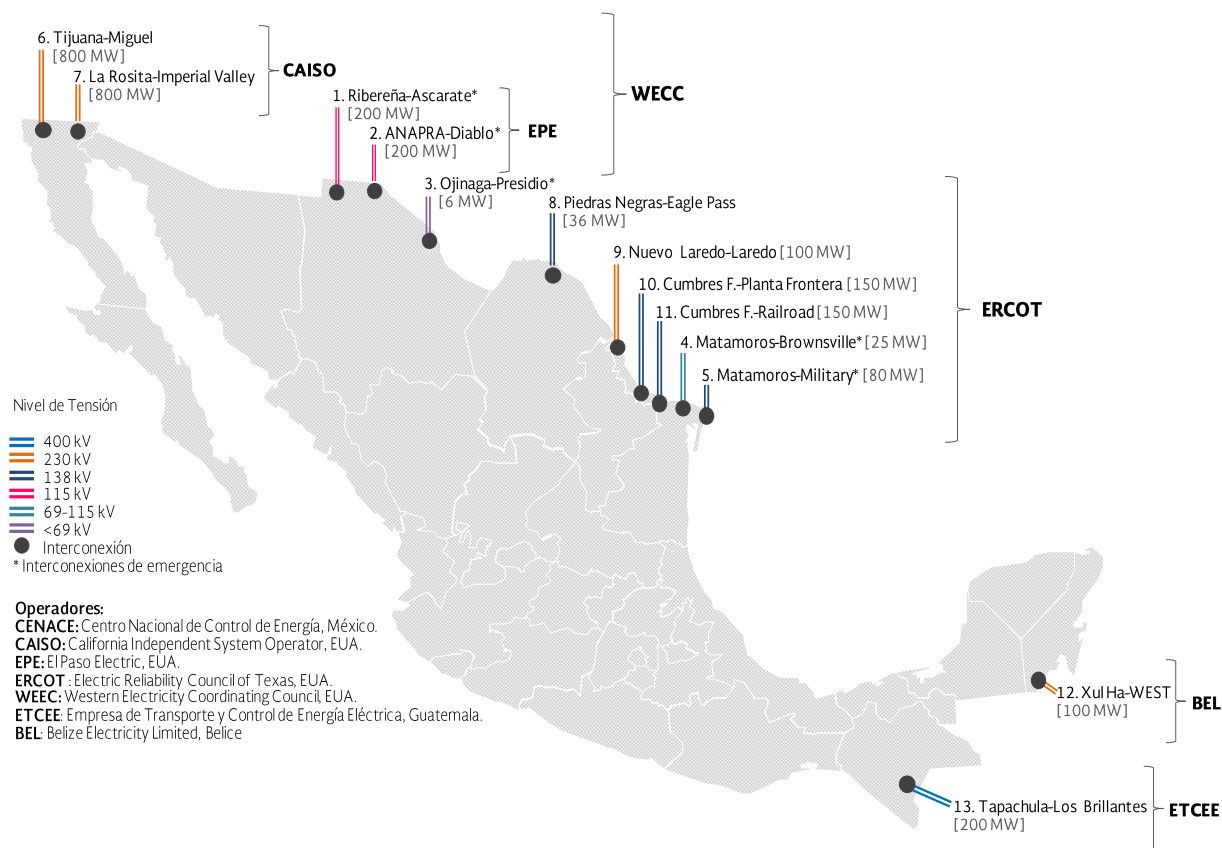 6. Tijuana-Miguel
[800 MW]
7. La Rosita-Imperial Valley
[800 MW]
CAISO
WECC
1. Ribereña-Ascarate*
[200 MW]
2. ANAPRA-Diablo*
[200 MW]
EPE
3. Ojinaga-Presidio*
[6 MW]
8. Piedras Negras-Eagle Pass
[36 MW]
9. Nuevo Laredo-Laredo [100 MW]
10. Cumbres F.-Planta Frontera [150 MW]
11. Cumbres F.-Railroad [150 MW]
4. Matamoros-Brownsville* [25 MW]
5. Matamoros-Military* [80 MW]
ERCOT
Nivel de Tensión
400 kV
230 kV
138 kV
115 kV
69-115 kV
<69 kV
Interconexión
* Interconexiones de emergencia
Operadores:
CENACE: Centro Nacional de Control de Energía, México.
CAISO: California Independent System Operator, EUA.
EPE: El Paso Electric, EUA.
ERCOT : Electric Reliability Council of Texas, EUA.
WEEC: Western Electricity Coordinating Council, EUA.
ETCEE: Empresa de Transporte y Control de Energía Eléctrica, Guatemala.
BEL: Belize Electricity Limited, Belice
12. Xul Ha-WEST
[100 MW]
BEL
13. Tapachula-Los Brillantes
[200 MW]
ETCEE